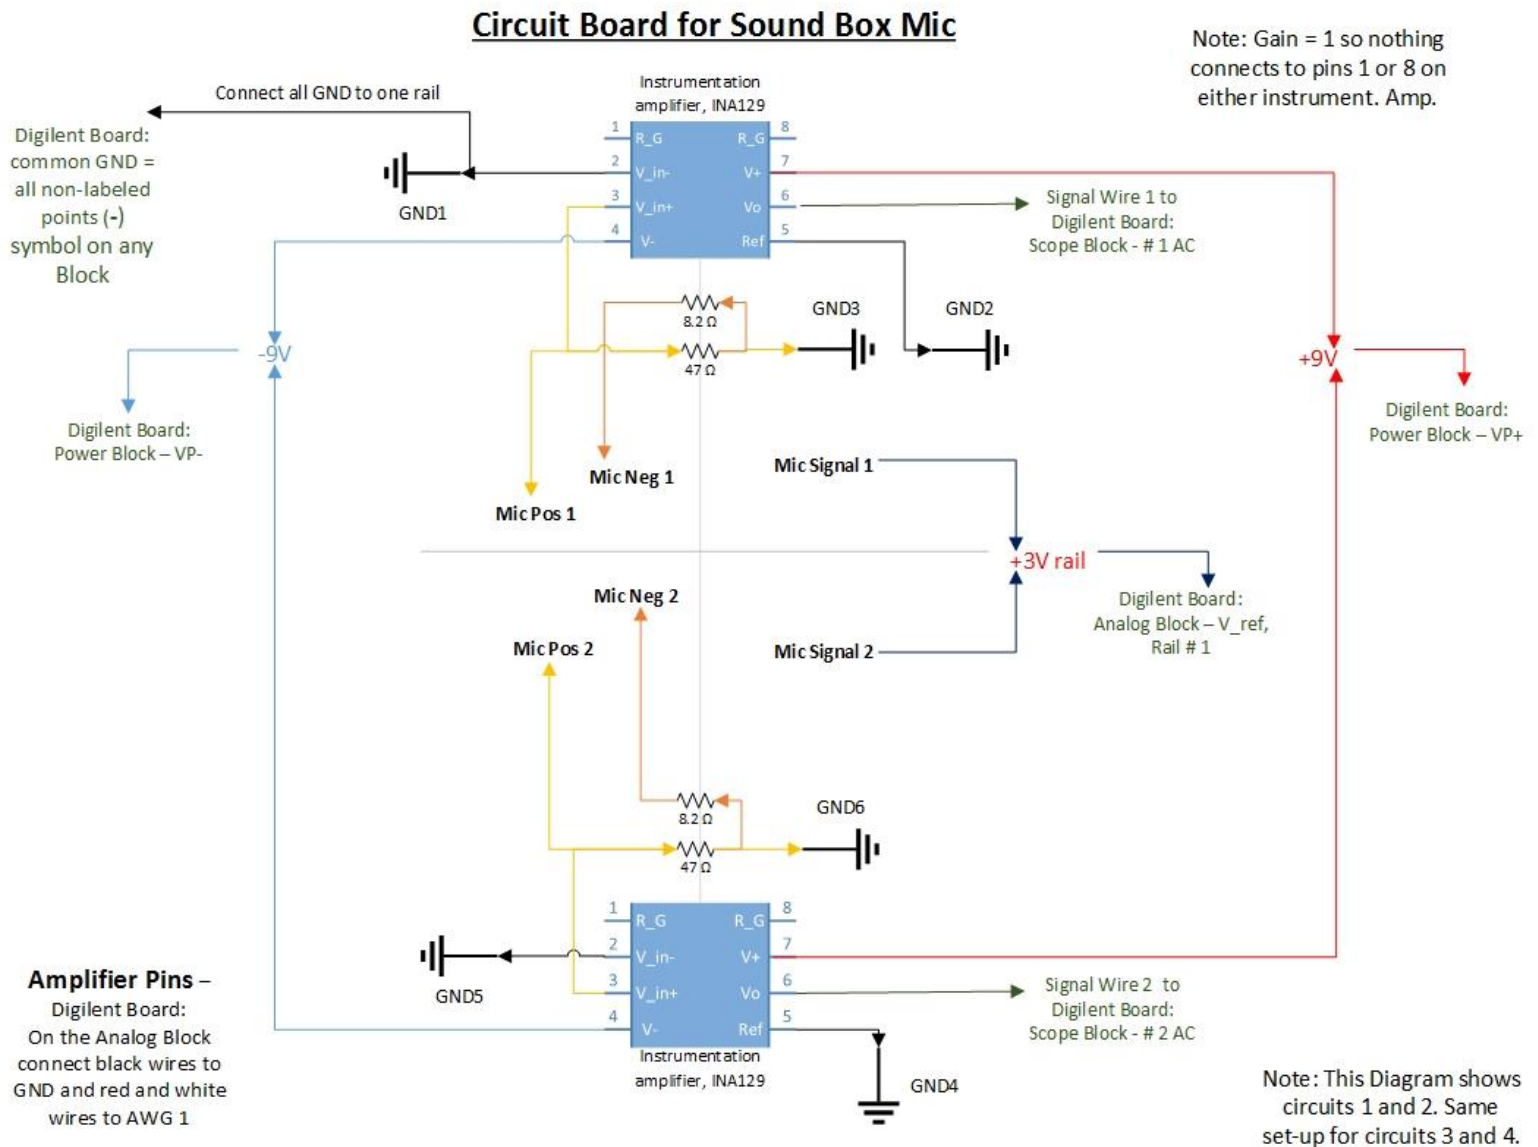 Circuit Board for Sound Box Mic
Note: Gain = 1 so nothing
connects to pins 1 or 8 on
either instrument. Amp.
Connect all GND to one rail
Digilent Board:
common GND =
all non-labeled
points (-)
symbol on any
Block
GND1
Instrumentation
amplifier, INA129
1 R_G R_G 8
2 V_in- V+ 7
3 V_in+ Vo 6
4 V- Ref 5
Signal Wire 1 to
Digilent Board:
Scope Block - # 1 AC
8.2 Ω
47 Ω
GND3
GND2
-9V
Digilent Board:
Power Block – VP-
+9V
Digilent Board:
Power Block – VP+
Mic Neg 1
Mic Pos 1
Mic Signal 1
+3V rail
Digilent Board:
Analog Block – V_ref,
Rail # 1
Mic Signal 2
Mic Neg 2
Mic Pos 2
8.2 Ω
47 Ω
GND6
1 R_G R_G 8
2 V_in- V+ 7
3 V_in+ Vo 6
4 V- Ref 5
Instrumentation
amplifier, INA129
GND5
GND4
Signal Wire 2 to
Digilent Board:
Scope Block - # 2 AC
Amplifier Pins –
Digilent Board:
On the Analog Block
connect black wires to
GND and red and white
wires to AWG 1
Note: This Diagram shows
circuits 1 and 2. Same
set-up for circuits 3 and 4.